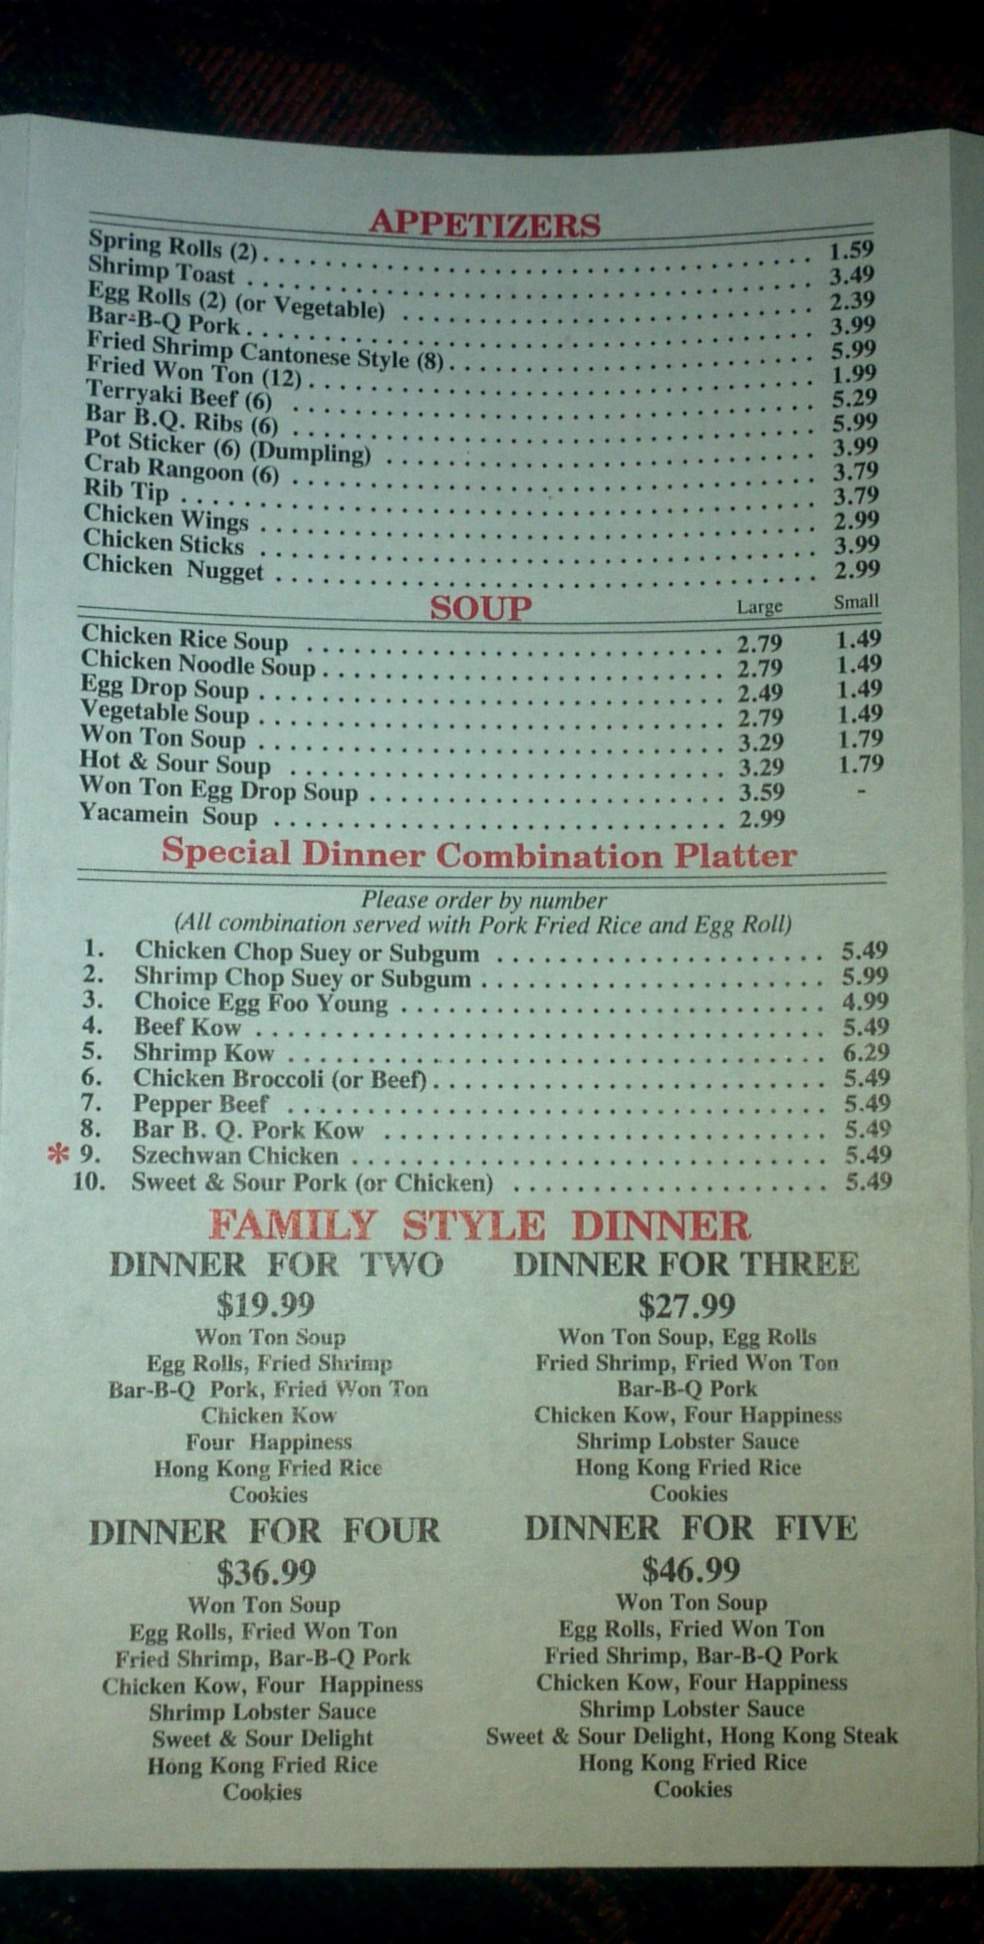 APPETIZERS
Spring Rolls (2) . . . . . . . . . . 1.59
Shrimp Toast . . . . . . . . . . 3.49
Egg Rolls (2) (or Vegetable) . . . . . . . . . . 2.39
Bar-B-Q Pork . . . . . . . . . . 3.99
Fried Shrimp Cantonese Style (8) . . . . . . . . . . 5.99
Fried Won Ton (12) . . . . . . . . . . 1.99
Terryaki Beef (6) . . . . . . . . . . 5.29
Bar B.Q. Ribs (6) . . . . . . . . . . 5.99
Pot Sticker (6) (Dumpling) . . . . . . . . . . 3.99
Crab Rangoon (6) . . . . . . . . . . 3.79
Rib Tip . . . . . . . . . . 3.79
Chicken Wings . . . . . . . . . . 2.99
Chicken Sticks . . . . . . . . . . 3.99
Chicken Nugget . . . . . . . . . . 2.99
SOUP Large Small
Chicken Rice Soup . . . . . . . . . . 2.79 1.49
Chicken Noodle Soup . . . . . . . . . . 2.79 1.49
Egg Drop Soup . . . . . . . . . . 2.49 1.49
Vegetable Soup . . . . . . . . . . 2.79 1.49
Won Ton Soup . . . . . . . . . . 3.29 1.79
Hot & Sour Soup . . . . . . . . . . 3.29 1.79
Won Ton Egg Drop Soup . . . . . . . . . . 3.59 -
Yacamein Soup . . . . . . . . . . 2.99
Special Dinner Combination Platter
Please order by number
(All combination served with Pork Fried Rice and Egg Roll)
1. Chicken Chop Suey or Subgum . . . . . . . . . . 5.49
2. Shrimp Chop Suey or Subgum . . . . . . . . . . 5.99
3. Choice Egg Foo Young . . . . . . . . . . 4.99
4. Beef Kow . . . . . . . . . . 5.49
5. Shrimp Kow . . . . . . . . . . 6.29
6. Chicken Broccoli (or Beef) . . . . . . . . . . 5.49
7. Pepper Beef . . . . . . . . . . 5.49
8. Bar B. Q. Pork Kow . . . . . . . . . . 5.49
* 9. Szechwan Chicken . . . . . . . . . . 5.49
10. Sweet & Sour Pork (or Chicken) . . . . . . . . . . 5.49
FAMILY STYLE DINNER
DINNER FOR TWO
$19.99
Won Ton Soup
Egg Rolls, Fried Shrimp
Bar-B-Q Pork, Fried Won Ton
Chicken Kow
Four Happiness
Hong Kong Fried Rice
Cookies
DINNER FOR THREE
$27.99
Won Ton Soup, Egg Rolls
Fried Shrimp, Fried Won Ton
Bar-B-Q Pork
Chicken Kow, Four Happiness
Shrimp Lobster Sauce
Hong Kong Fried Rice
Cookies
DINNER FOR FOUR
$36.99
Won Ton Soup
Egg Rolls, Fried Won Ton
Fried Shrimp, Bar-B-Q Pork
Chicken Kow, Four Happiness
Shrimp Lobster Sauce
Sweet & Sour Delight
Hong Kong Fried Rice
Cookies
DINNER FOR FIVE
$46.99
Won Ton Soup
Egg Rolls, Fried Won Ton
Fried Shrimp, Bar-B-Q Pork
Chicken Kow, Four Happiness
Shrimp Lobster Sauce
Sweet & Sour Delight, Hong Kong Steak
Hong Kong Fried Rice
Cookies